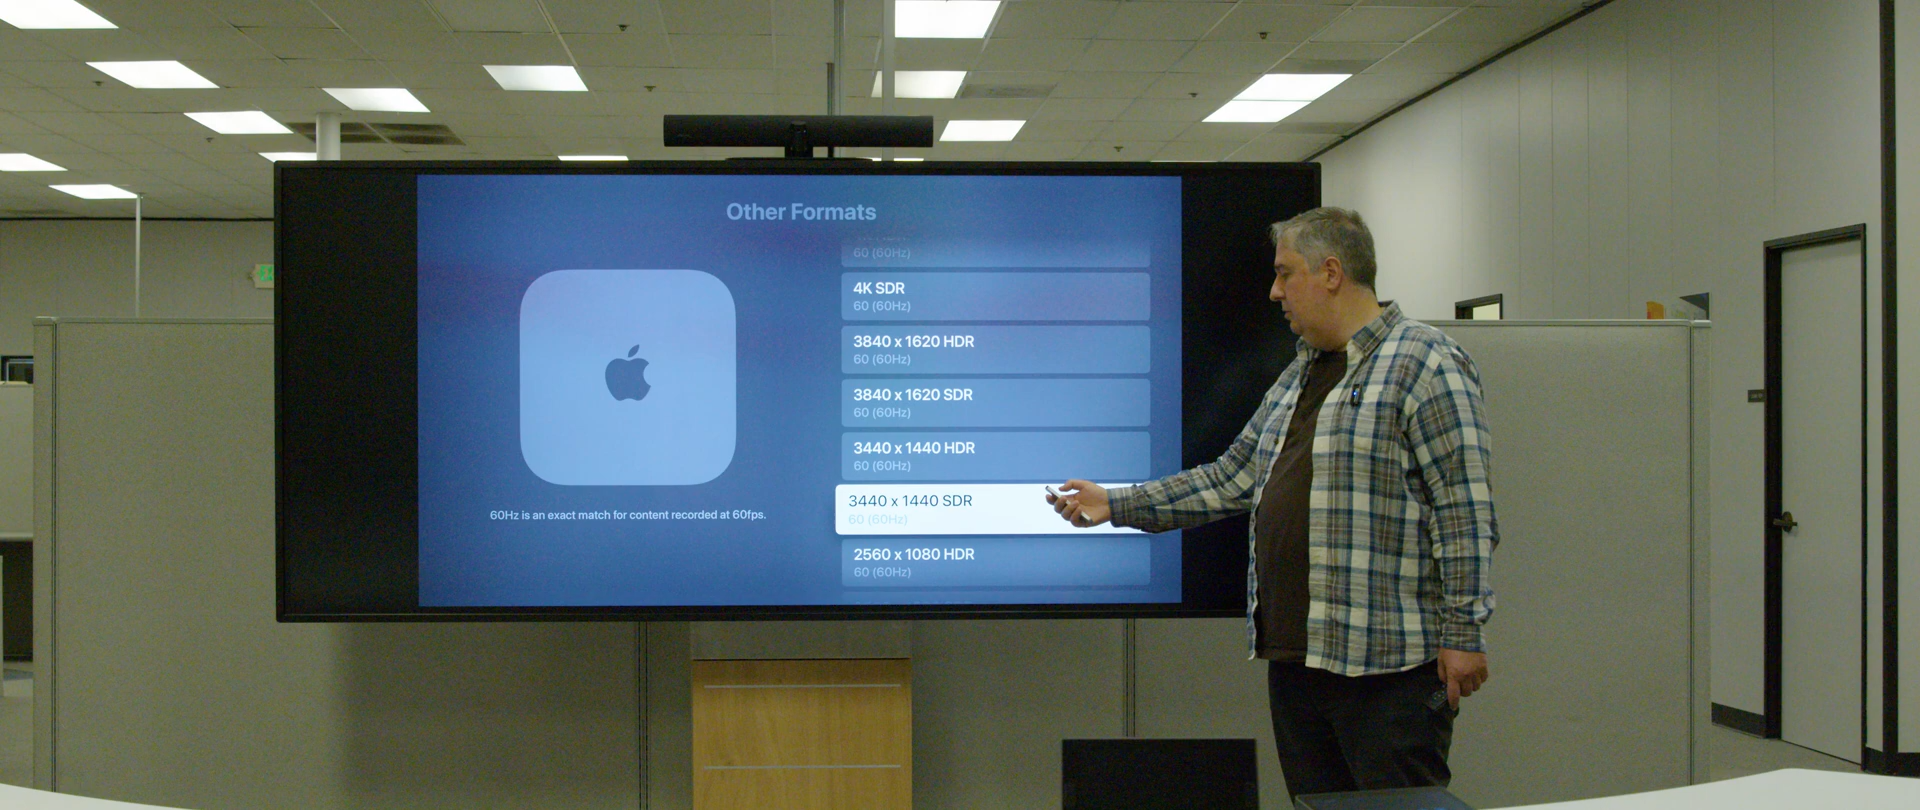 Other Formats
60 (60Hz)
4K SDR
60 (60Hz)
3840 x 1620 HDR
60 (60Hz)
3840 x 1620 SDR
60 (60Hz)
3440 x 1440 HDR
60 (60Hz)
3440 x 1440 SDR
60 (60Hz)
2560 x 1080 HDR
60 (60Hz)
60Hz is an exact match for content recorded at 60fps.